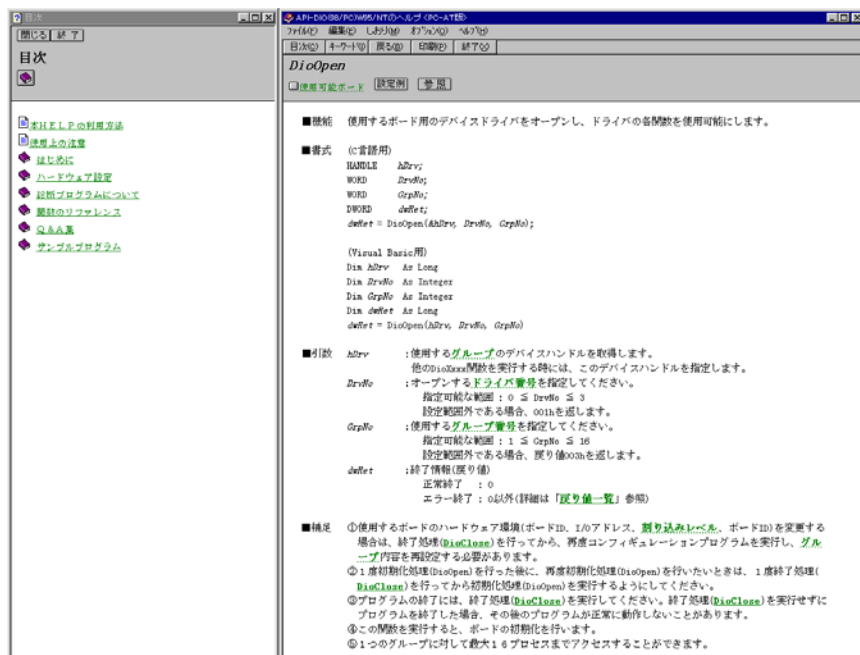 目次
閉じる 終 了
目次
本ＨＥＬＰの利用方法
使用上の注意
はじめに
ハードウェア設定
診断プログラムについて
関数のリファレンス
Ｑ＆Ａ集
サンプルプログラム
API-DIO(98/PC)W95/NTのヘルプ <PC-AT版>
ファイル(F) 編集(E) しおり(M) オプション(O) ヘルプ(H)
目次(C) キーワード(I) 戻る(B) 印刷(P) 終了(X)
DioOpen
使用可能ボード 設定例 参 照
■機能 使用するボード用のデバイスドライバをオープンし、ドライバの各関数を使用可能にします。
■書式 (C言語用)
HANDLE hDrv;
WORD DrvNo;
WORD GrpNo;
DWORD dwRet;
dwRet = DioOpen(&hDrv, DrvNo, GrpNo);
(Visual Basic用)
Dim hDrv As Long
Dim DrvNo As Integer
Dim GrpNo As Integer
Dim dwRet As Long
dwRet = DioOpen(hDrv, DrvNo, GrpNo)
■引数 hDrv :使用するグループのデバイスハンドルを取得します。
他のDioXxxx関数を実行する時には、このデバイスハンドルを指定します。
DrvNo :オープンするドライバ番号を指定してください。
指定可能な範囲 : 0 ≦ DrvNo ≦ 3
設定範囲外である場合、001hを返します。
GrpNo :使用するグループ番号を指定してください。
指定可能な範囲 : 1 ≦ GrpNo ≦ 16
設定範囲外である場合、戻り値003hを返します。
dwRet :終了情報(戻り値)
正常終了 : 0
エラー終了 : 0以外(詳細は「戻り値一覧」参照)
■補足 ①使用するボードのハードウェア環境(ボードID、I/Oアドレス、割り込みレベル、ボードID)を変更する
場合は、終了処理(DioClose)を行ってから、再度コンフィギュレーションプログラムを実行し、グル
ープ内容を再設定する必要があります。
②１度初期化処理(DioOpen)を行った後に、再度初期化処理(DioOpen)を行いたいときは、１度終了処理(
DioClose)を行ってから初期化処理(DioOpen)を実行するようにしてください。
③プログラムの終了には、終了処理(DioClose)を実行してください。終了処理(DioClose)を実行せずに
プログラムを終了した場合、その後のプログラムが正常に動作しないことがあります。
④この関数を実行すると、ボードの初期化を行います。
⑤１つのグループに対して最大１６プロセスまでアクセスすることができます。